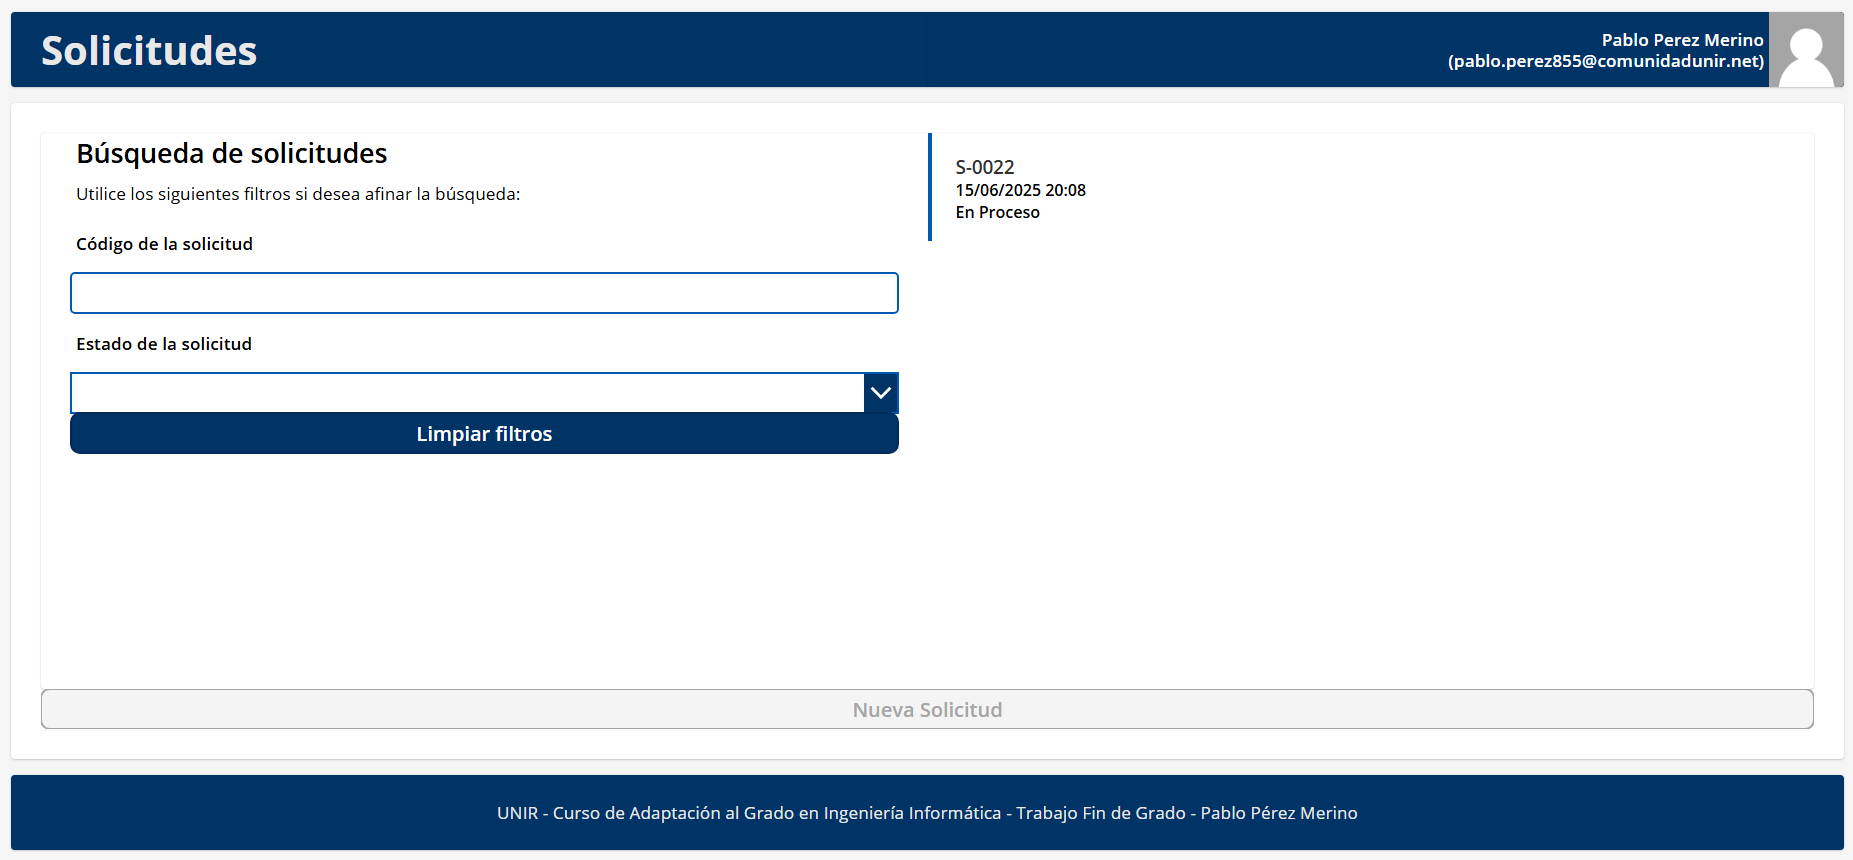 Solicitudes
Pablo Perez Merino
(pablo.perez855@comunidadunir.net)
Búsqueda de solicitudes
Utilice los siguientes filtros si desea afinar la búsqueda:
Código de la solicitud
Estado de la solicitud
Limpiar filtros
S-0022
15/06/2025 20:08
En Proceso
Nueva Solicitud
UNIR - Curso de Adaptación al Grado en Ingeniería Informática - Trabajo Fin de Grado - Pablo Pérez Merino